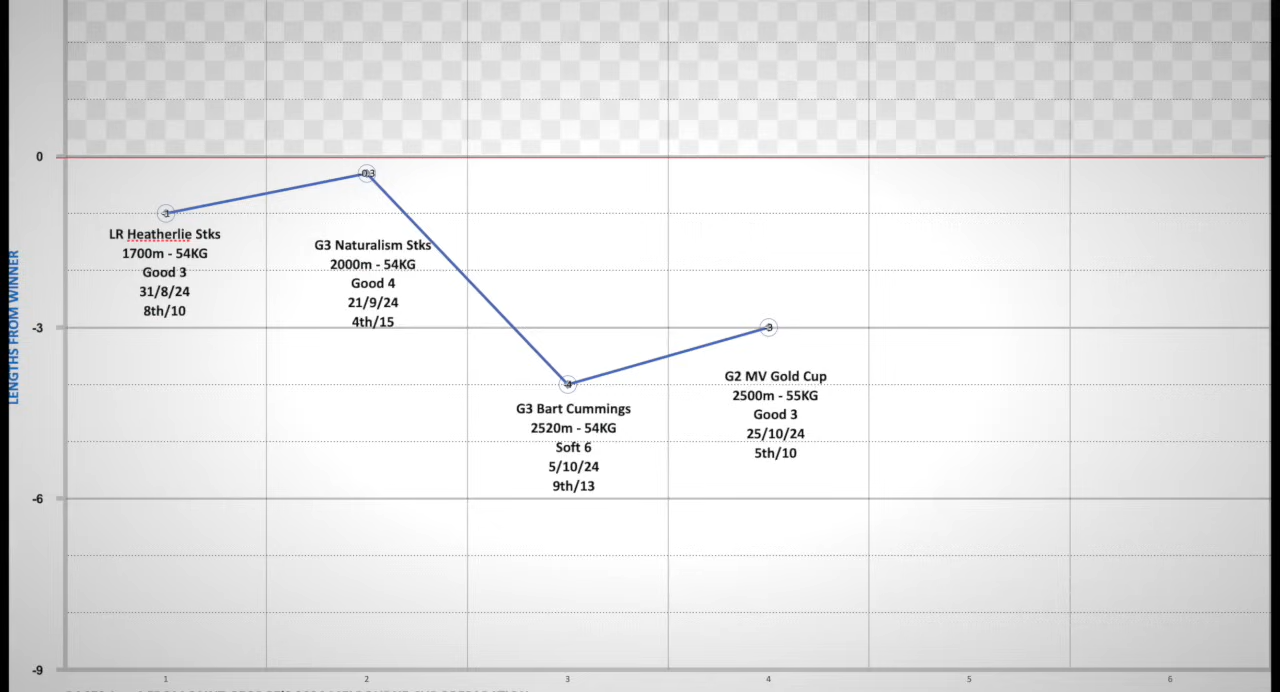 0
-3
-6
-9
LENGTHS FROM WINNER
-1
LR Heatherlie Stks
1700m - 54KG
Good 3
31/8/24
8th/10
-0.3
G3 Naturalism Stks
2000m - 54KG
Good 4
21/9/24
4th/15
-4
G3 Bart Cummings
2520m - 54KG
Soft 6
5/10/24
9th/13
-3
G2 MV Gold Cup
2500m - 55KG
Good 3
25/10/24
5th/10
1
2
3
4
5
6